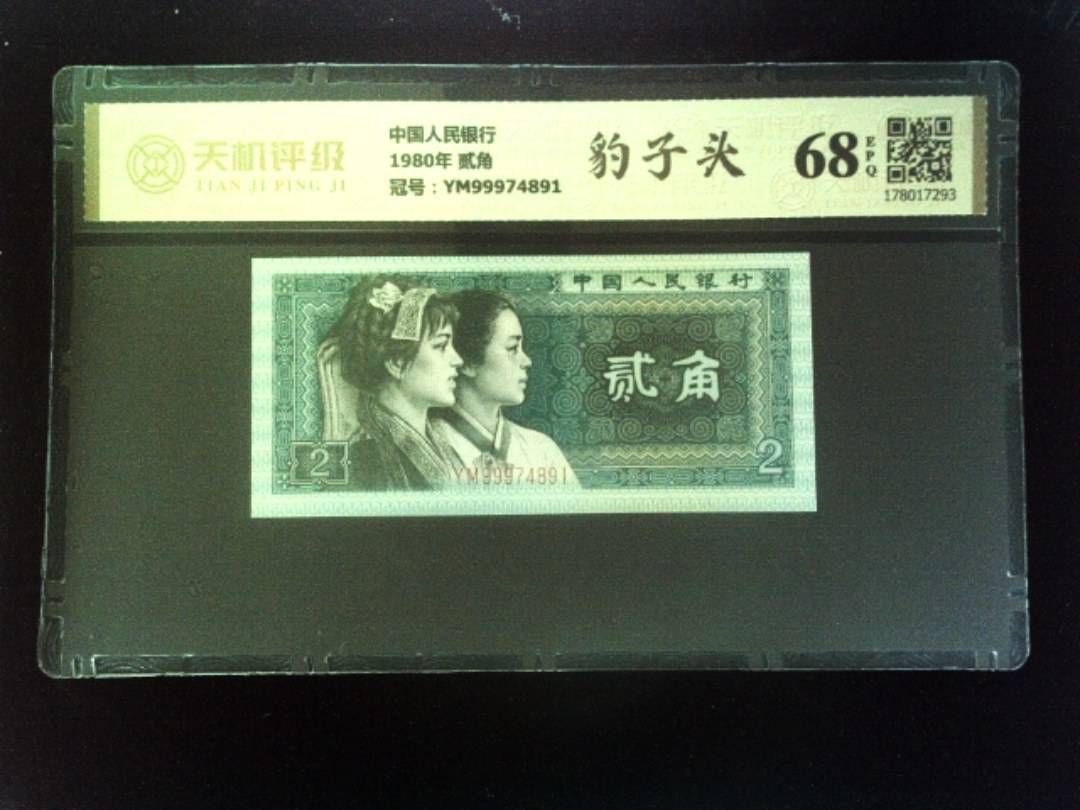 天机评级
TIAN JI PING JI
中国人民银行
1980年 贰角
冠号：YM99974891
豹子头
68
EPQ
178017293
中国人民银行
贰角
2
YM99974891
2